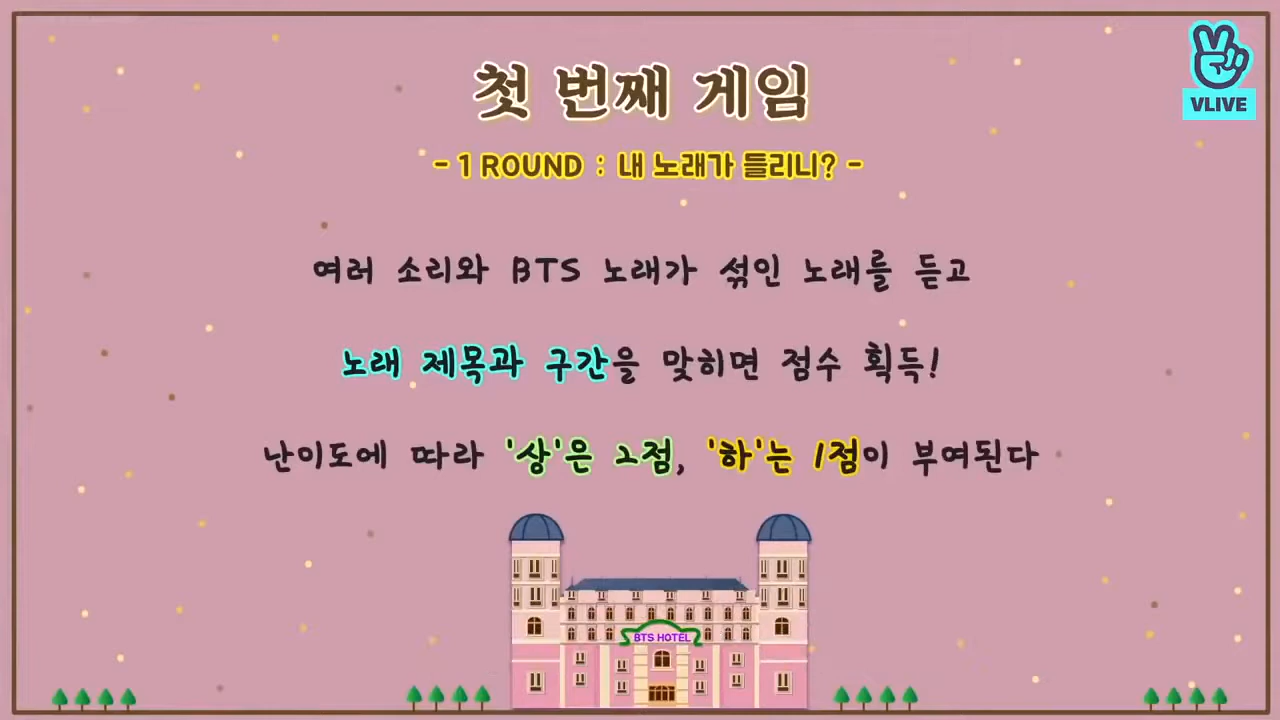 VLIVE
첫 번째 게임
- 1 ROUND : 내 노래가 들리니? -
여러 소리와 BTS 노래가 섞인 노래를 듣고
노래 제목과 구간을 맞히면 점수 획득!
난이도에 따라 '상'은 2점, '하'는 1점이 부여된다
BTS HOTEL